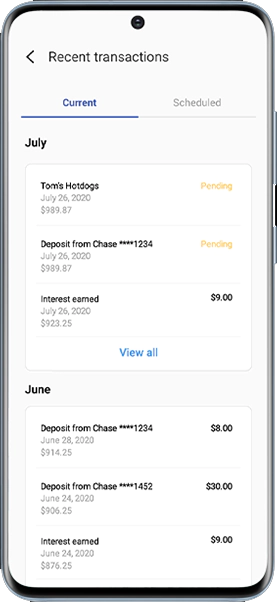 Recent transactions
Current
Scheduled
July
Tom's Hotdogs
Pending
July 26, 2020
$989.87
Deposit from Chase ****1234
Pending
July 26, 2020
$989.87
Interest earned
$9.00
July 26, 2020
$923.25
View all
June
Deposit from Chase ****1234
$8.00
June 28, 2020
$914.25
Deposit from Chase ****1452
$30.00
June 24, 2020
$906.25
Interest earned
$9.00
June 24, 2020
$876.25